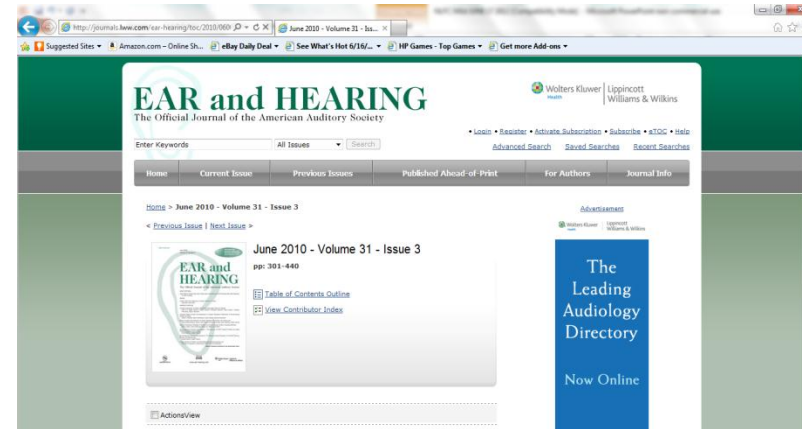 http://journals.lww.com/ear-hearing/toc/2010/060
June 2010 - Volume 31 - Iss...
Suggested Sites
Amazon.com – Online Sh...
eBay Daily Deal
See What's Hot 6/16/...
HP Games - Top Games
Get more Add-ons
EAR and HEARING
The Official Journal of the American Auditory Society
Wolters Kluwer
Health
Lippincott
Williams & Wilkins
• Login • Register • Activate Subscription • Subscribe • eTOC • Help
Enter Keywords
All Issues
Search
Advanced Search Saved Searches Recent Searches
Home Current Issue Previous Issues Published Ahead-of-Print For Authors Journal Info
Home > June 2010 - Volume 31 - Issue 3
< Previous Issue | Next Issue >
Advertisement
Wolters Kluwer
Lippincott
Williams & Wilkins
EAR and
HEARING
June 2010 - Volume 31 - Issue 3
pp: 301-440
Table of Contents Outline
View Contributor Index
The
Leading
Audiology
Directory
Now Online
ActionsView